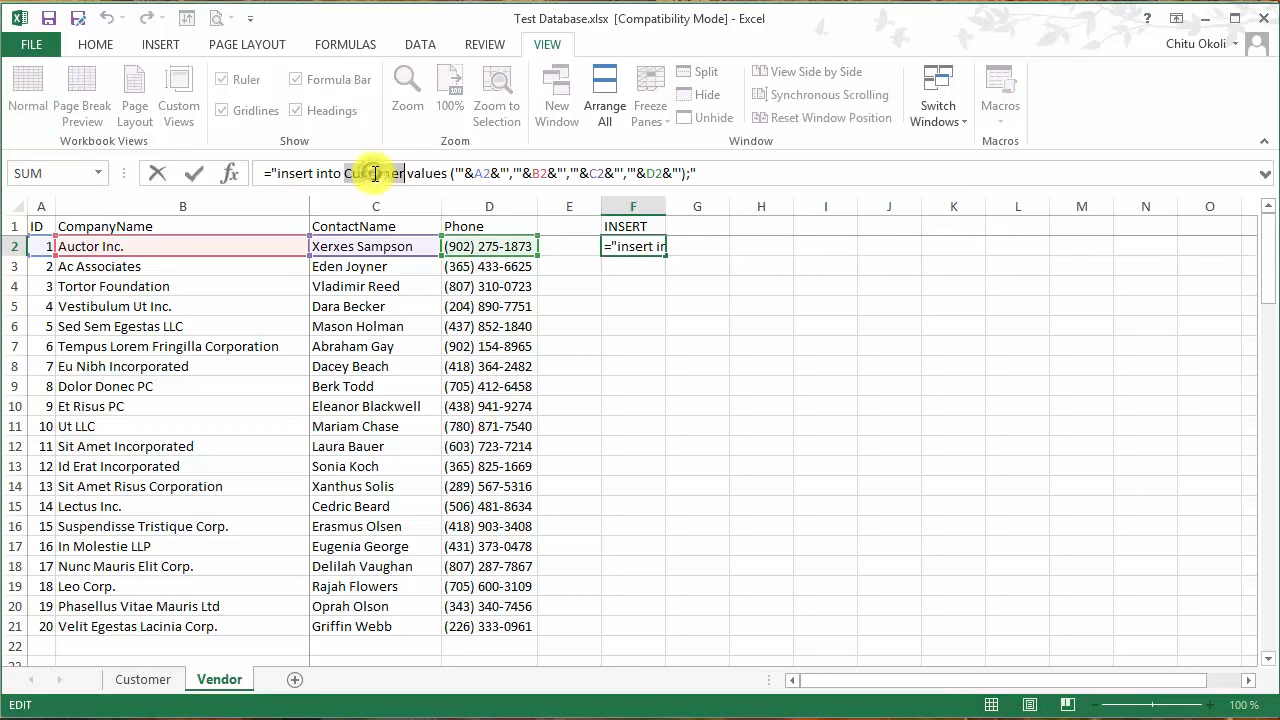 Test Database.xlsx [Compatibility Mode] - Excel
?
FILE HOME INSERT PAGE LAYOUT FORMULAS DATA REVIEW VIEW Chitu Okoli
Normal Page Break Preview Page Layout Custom Views
Workbook Views
Ruler Formula Bar
Gridlines Headings
Show
Zoom 100% Zoom to Selection
Zoom
New Window Arrange All Freeze Panes
Split
Hide
Unhide
View Side by Side
Synchronous Scrolling
Reset Window Position
Window
Switch Windows
Macros
Macros
SUM fx ="insert into Customer values ('"&A2&"','"&B2&"','"&C2&"','"&D2&"');"
A B C D E F G H I J K L M N O
1 ID CompanyName ContactName Phone INSERT
2 1 Auctor Inc. Xerxes Sampson (902) 275-1873 ="insert in
3 2 Ac Associates Eden Joyner (365) 433-6625
4 3 Tortor Foundation Vladimir Reed (807) 310-0723
5 4 Vestibulum Ut Inc. Dara Becker (204) 890-7751
6 5 Sed Sem Egestas LLC Mason Holman (437) 852-1840
7 6 Tempus Lorem Fringilla Corporation Abraham Gay (902) 154-8965
8 7 Eu Nibh Incorporated Dacey Beach (418) 364-2482
9 8 Dolor Donec PC Berk Todd (705) 412-6458
10 9 Et Risus PC Eleanor Blackwell (438) 941-9274
11 10 Ut LLC Mariam Chase (780) 871-7540
12 11 Sit Amet Incorporated Laura Bauer (603) 723-7214
13 12 Id Erat Incorporated Sonia Koch (365) 825-1669
14 13 Sit Amet Risus Corporation Xanthus Solis (289) 567-5316
15 14 Lectus Inc. Cedric Beard (506) 481-8634
16 15 Suspendisse Tristique Corp. Erasmus Olsen (418) 903-3408
17 16 In Molestie LLP Eugenia George (431) 373-0478
18 17 Nunc Mauris Elit Corp. Delilah Vaughan (807) 287-7867
19 18 Leo Corp. Rajah Flowers (705) 600-3109
20 19 Phasellus Vitae Mauris Ltd Oprah Olson (343) 340-7456
21 20 Velit Egestas Lacinia Corp. Griffin Webb (226) 333-0961
22
Customer Vendor
EDIT 100 %